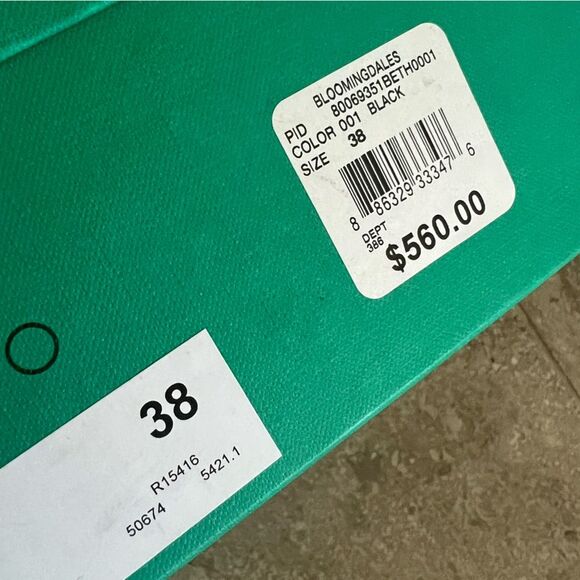 BLOOMINGDALES
PID 80069351BETH0001
COLOR 001 BLACK
SIZE 38
8 86329 33347 6
DEPT
386
$560.00
38
R15416
50674 5421.1